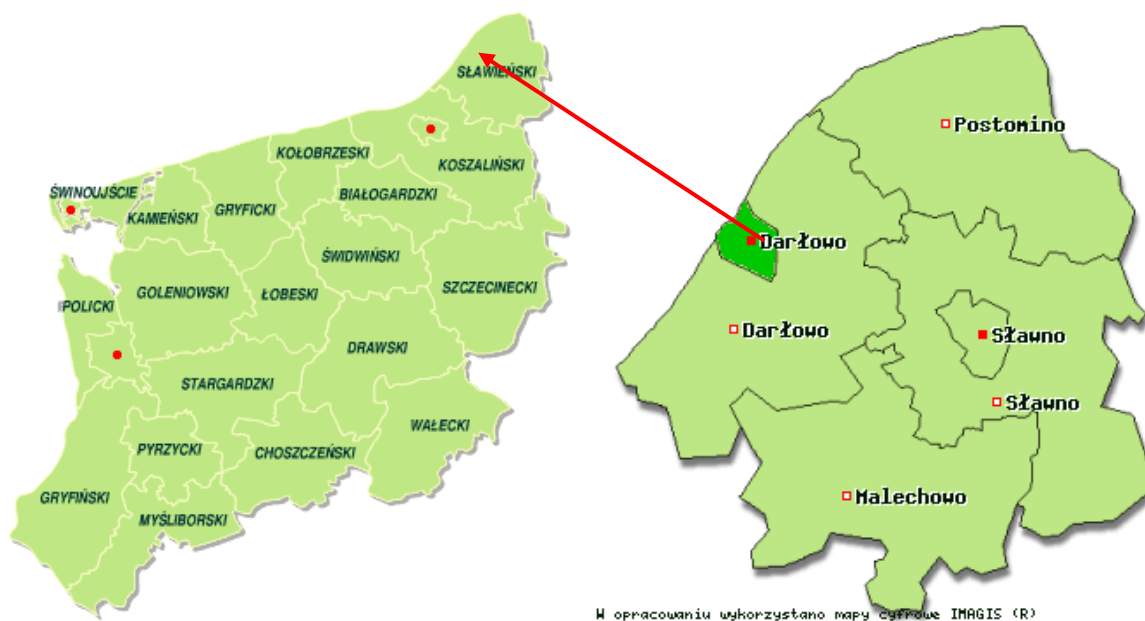 SŁAWIEŃSKI
KOŁOBRZESKI
KOSZALIŃSKI
BIAŁOGARDZKI
ŚWINOUJŚCIE
KAMIEŃSKI
GRYFICKI
ŚWIDWIŃSKI
SZCZECINECKI
GOLENIOWSKI
ŁOBESKI
POLICKI
DRAWSKI
STARGARDZKI
WAŁECKI
PYRZYCKI
CHOSZCZEŃSKI
GRYFIŃSKI
MYŚLIBORSKI
Postomino
Darłowo
Darłowo
Sławno
Sławno
Malechowo
W opracowaniu wykorzystano mapy cyfrowe IMAGIS (R)